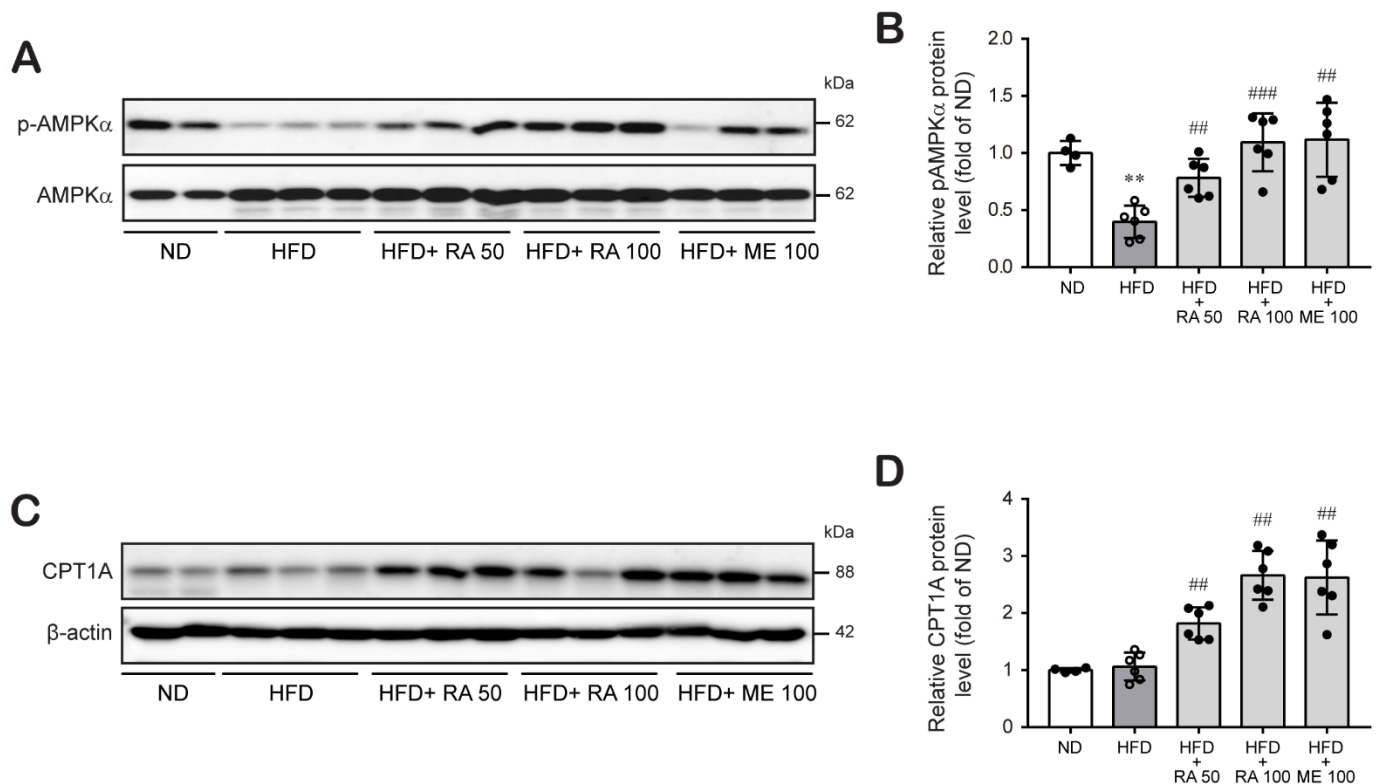 A
kDa
p-AMPKα
62
AMPKα
62
ND HFD HFD+ RA 50 HFD+ RA 100 HFD+ ME 100
B
Relative pAMPKα protein
level (fold of ND)
2.0
1.5
1.0
0.5
0.0
**
##
###
##
ND
HFD
HFD
+
RA 50
HFD
+
RA 100
HFD
+
ME 100
C
kDa
CPT1A
88
β-actin
42
ND HFD HFD+ RA 50 HFD+ RA 100 HFD+ ME 100
D
Relative CPT1A protein
level (fold of ND)
4
3
2
1
0
##
##
##
ND
HFD
HFD
+
RA 50
HFD
+
RA 100
HFD
+
ME 100